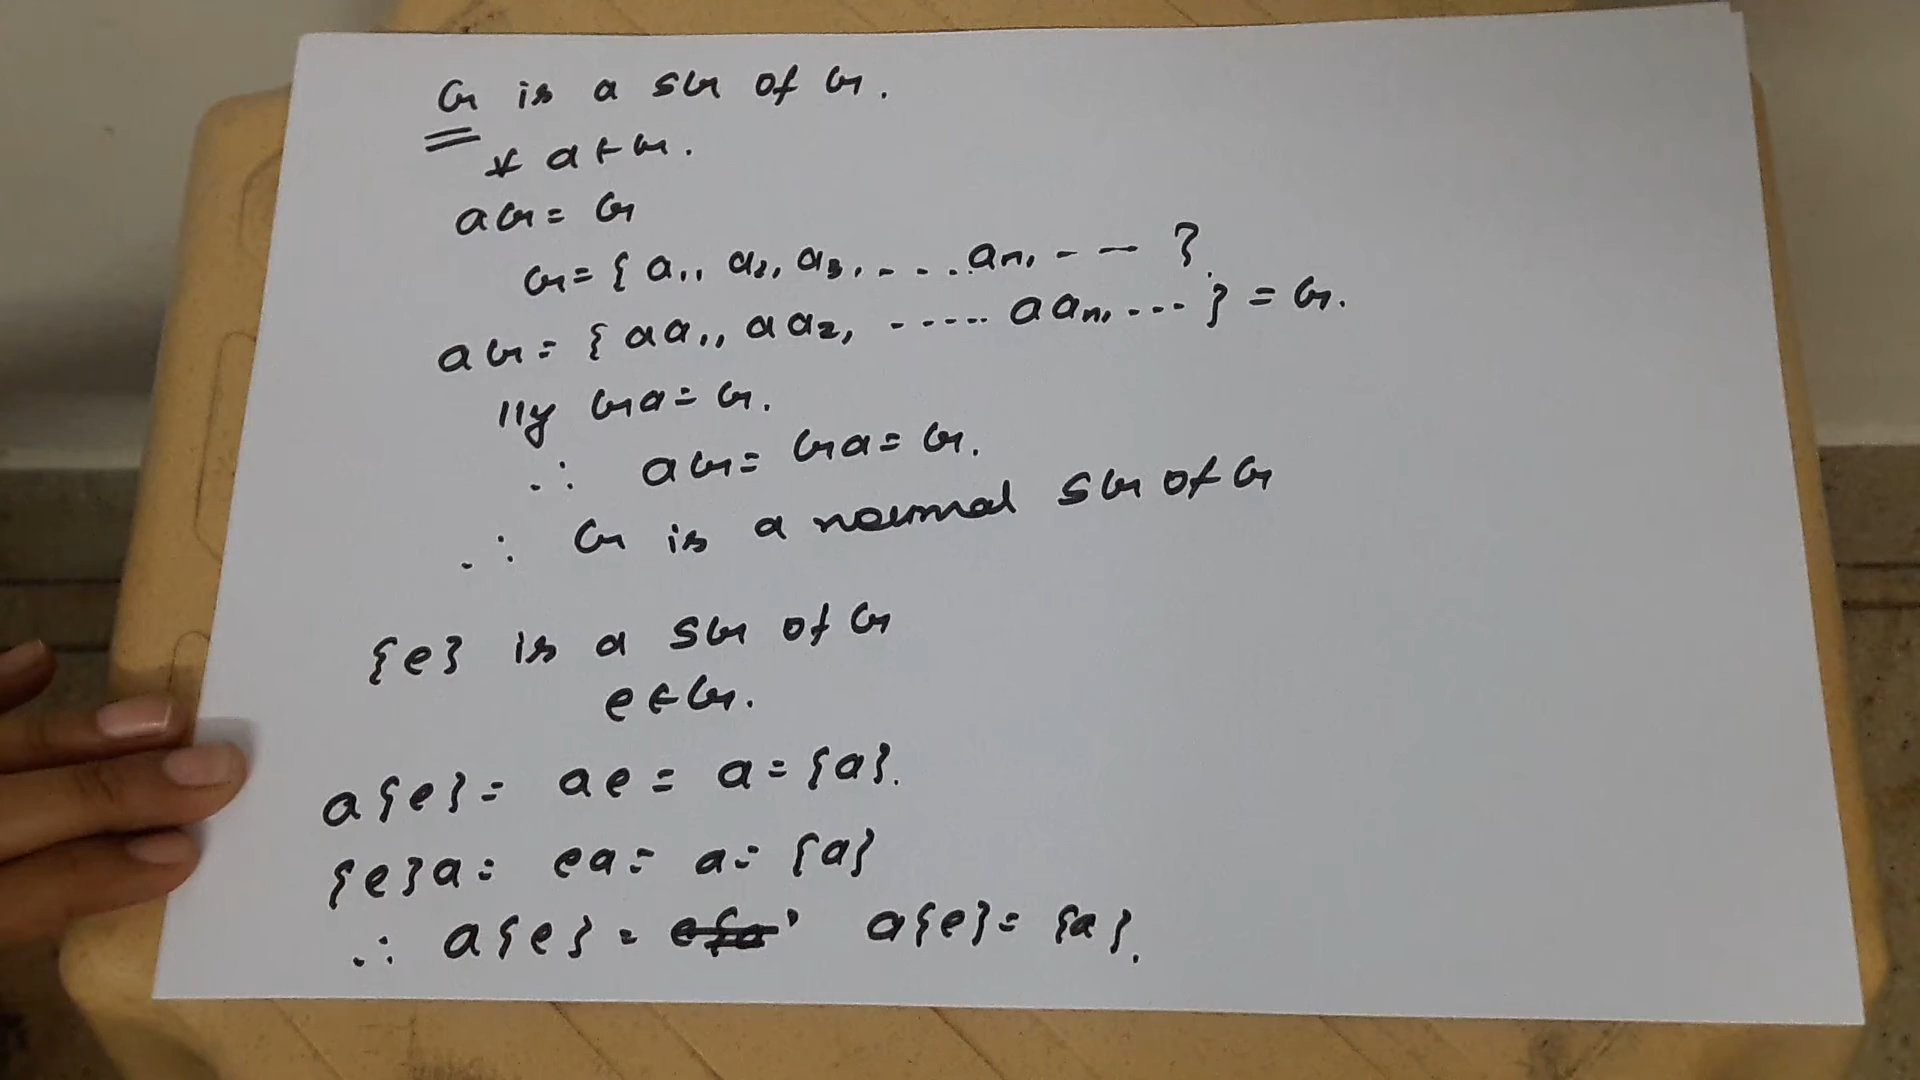 G is a SG of G.
∀ a ∈ G.
aG = G
G = { a₁, a₂, a₃, - - . . . aₙ, - - — }.
aG = { aa₁, aa₂, - - - - .. aaₙ, - - - } = G.
llly Ga = G.
∴ aG = Ga = G.
∴ G is a normal SG of G
{e} is a SG of G
e ∈ G.
a{e} = ae = a = {a}.
{e}a = ea = a = {a}
∴ a{e} = a{e} = {a}.